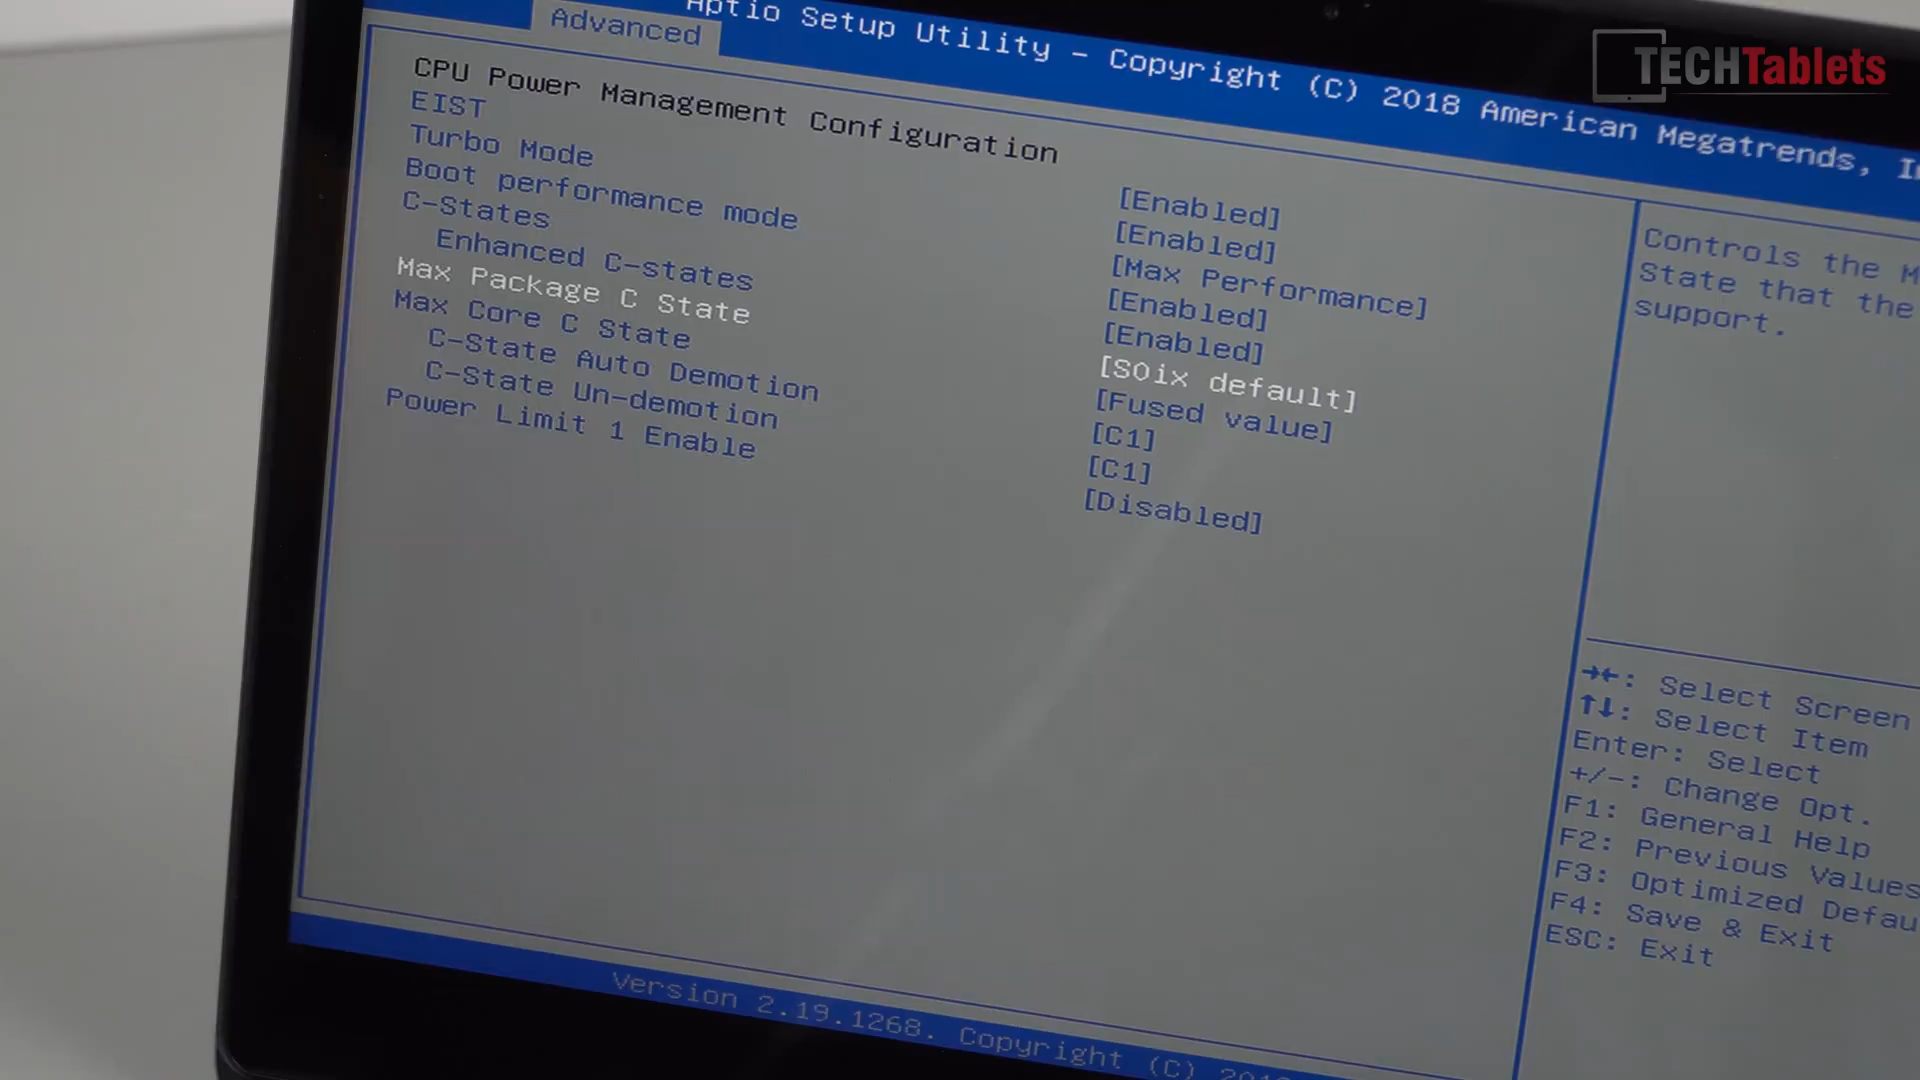 Aptio Setup Utility – Copyright (C) 2018 American Megatrends,
Advanced
TECHTablets
CPU Power Management Configuration
EIST [Enabled]
Turbo Mode [Enabled]
Boot performance mode [Max Performance]
C-States [Enabled]
Enhanced C-states [Enabled]
Max Package C State [S0ix default]
Max Core C State [Fused value]
C-State Auto Demotion [C1]
C-State Un-demotion [C1]
Power Limit 1 Enable [Disabled]
Controls the
State that the
support.
→←: Select Screen
↑↓: Select Item
Enter: Select
+/-: Change Opt.
F1: General Help
F2: Previous Values
F3: Optimized
F4: Save & Exit
ESC: Exit
Version 2.19.1268. Copyright (C)